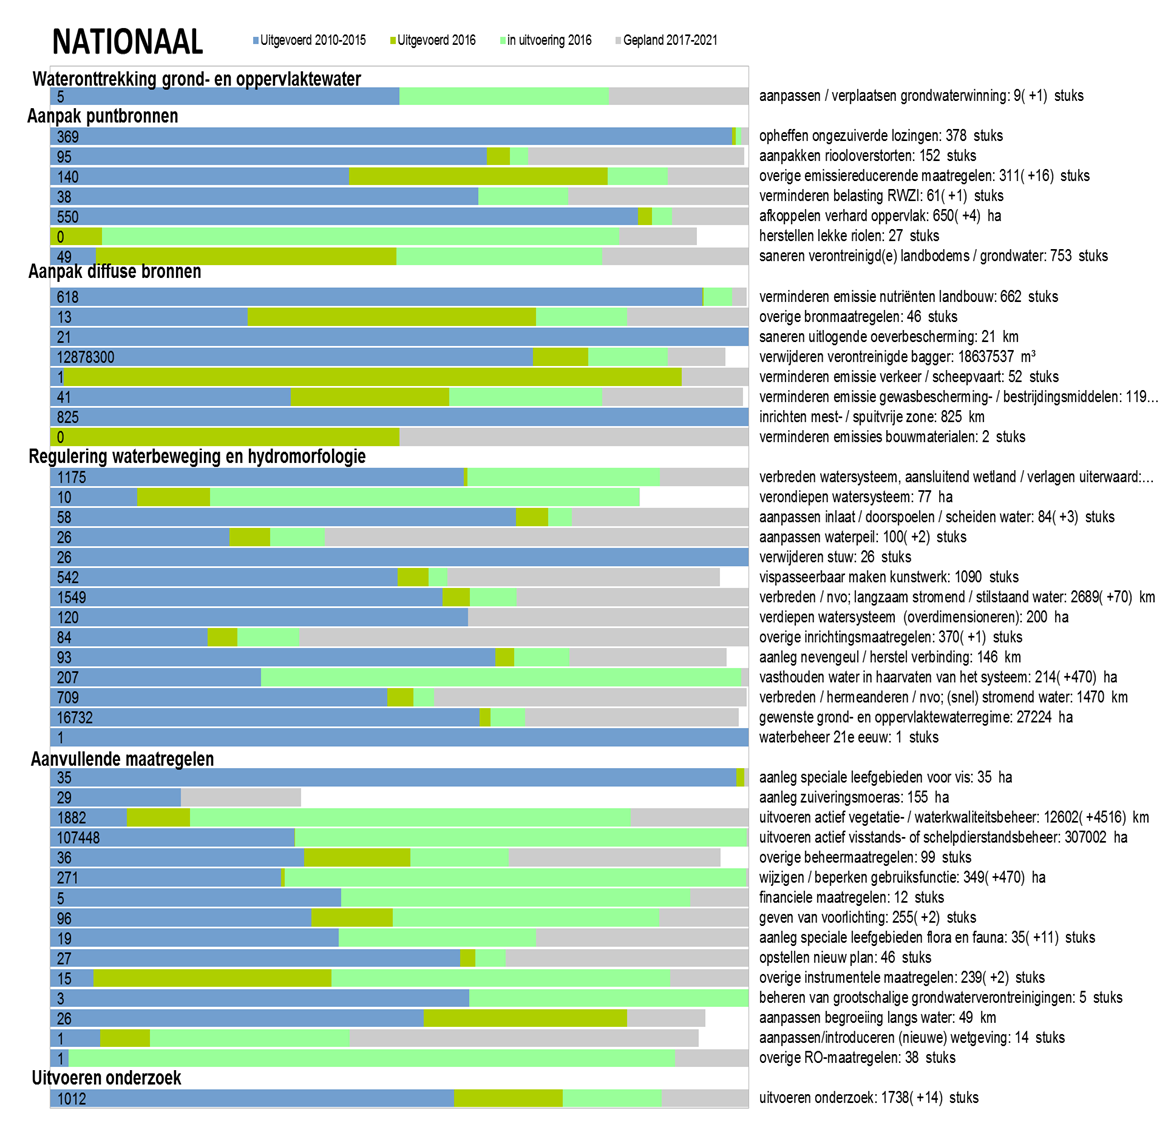 NATIONAAL
Uitgevoerd 2010-2015 Uitgevoerd 2016 in uitvoering 2016 Gepland 2017-2021
Wateronttrekking grond- en oppervlaktewater
5 aanpassen / verplaatsen grondwaterwinning: 9( +1) stuks
Aanpak puntbronnen
369 opheffen ongezuiverde lozingen: 378 stuks
95 aanpakken riooloverstorten: 152 stuks
140 overige emissiereducerende maatregelen: 311( +16) stuks
38 verminderen belasting RWZI: 61( +1) stuks
550 afkoppelen verhard oppervlak: 650( +4) ha
0 herstellen lekke riolen: 27 stuks
49 saneren verontreinigd(e) landbodems / grondwater: 753 stuks
Aanpak diffuse bronnen
618 verminderen emissie nutriënten landbouw: 662 stuks
13 overige bronmaatregelen: 46 stuks
21 saneren uitlogende oeverbescherming: 21 km
12878300 verwijderen verontreinigde bagger: 18637537 m³
1 verminderen emissie verkeer / scheepvaart: 52 stuks
41 verminderen emissie gewasbescherming- / bestrijdingsmiddelen: 119...
825 inrichten mest- / spuitvrije zone: 825 km
0 verminderen emissies bouwmaterialen: 2 stuks
Regulering waterbeweging en hydromorfologie
1175 verbreden watersysteem, aansluitend wetland / verlagen uiterwaard:...
10 verondiepen watersysteem: 77 ha
58 aanpassen inlaat / doorspoelen / scheiden water: 84( +3) stuks
26 aanpassen waterpeil: 100( +2) stuks
26 verwijderen stuw: 26 stuks
542 vispasseerbaar maken kunstwerk: 1090 stuks
1549 verbreden / nvo; langzaam stromend / stilstaand water: 2689( +70) km
120 verdiepen watersysteem (overdimensioneren): 200 ha
84 overige inrichtingsmaatregelen: 370( +1) stuks
93 aanleg nevengeul / herstel verbinding: 146 km
207 vasthouden water in haarvaten van het systeem: 214( +470) ha
709 verbreden / hermeanderen / nvo; (snel) stromend water: 1470 km
16732 gewenste grond- en oppervlaktewaterregime: 27224 ha
1 waterbeheer 21e eeuw: 1 stuks
Aanvullende maatregelen
35 aanleg speciale leefgebieden voor vis: 35 ha
29 aanleg zuiveringsmoeras: 155 ha
1882 uitvoeren actief vegetatie- / waterkwaliteitsbeheer: 12602( +4516) km
107448 uitvoeren actief visstands- of schelpdierstandsbeheer: 307002 ha
36 overige beheermaatregelen: 99 stuks
271 wijzigen / beperken gebruiksfunctie: 349( +470) ha
5 financiele maatregelen: 12 stuks
96 geven van voorlichting: 255( +2) stuks
19 aanleg speciale leefgebieden flora en fauna: 35( +11) stuks
27 opstellen nieuw plan: 46 stuks
15 overige instrumentele maatregelen: 239( +2) stuks
3 beheren van grootschalige grondwaterverontreinigingen: 5 stuks
26 aanpassen begroeiing langs water: 49 km
1 aanpassen/introduceren (nieuwe) wetgeving: 14 stuks
1 overige RO-maatregelen: 38 stuks
Uitvoeren onderzoek
1012 uitvoeren onderzoek: 1738( +14) stuks